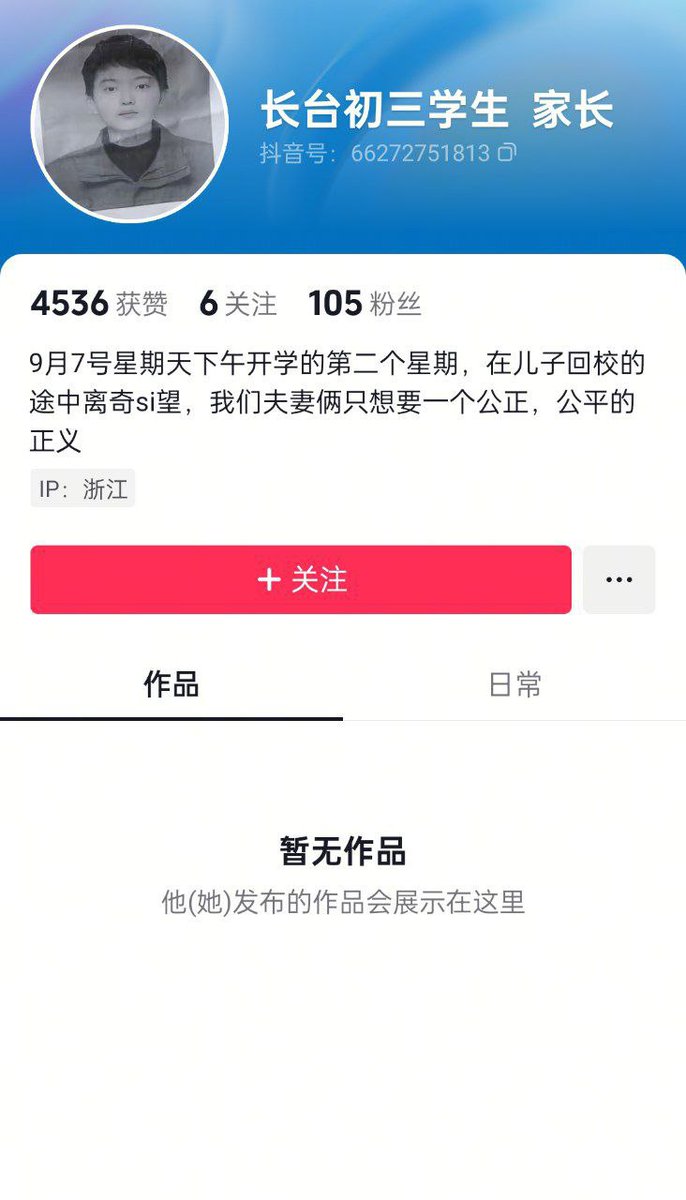 长台初三学生 家长
抖音号：66272751813
4536 获赞 6 关注 105 粉丝
9月7号星期天下午开学的第二个星期，在儿子回校的
途中离奇si望，我们夫妻俩只想要一个公正，公平的
正义
IP：浙江
+ 关注
作品 日常
暂无作品
他(她)发布的作品会展示在这里